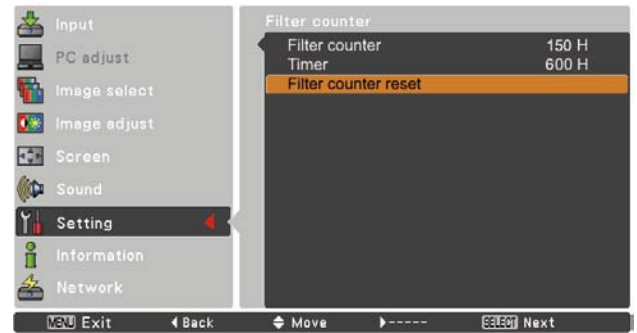 Input
PC adjust
Image select
Image adjust
Screen
Sound
Setting
Information
Network
Filter counter
Filter counter 150 H
Timer 600 H
Filter counter reset
MENU Exit Back Move ----- SELECT Next